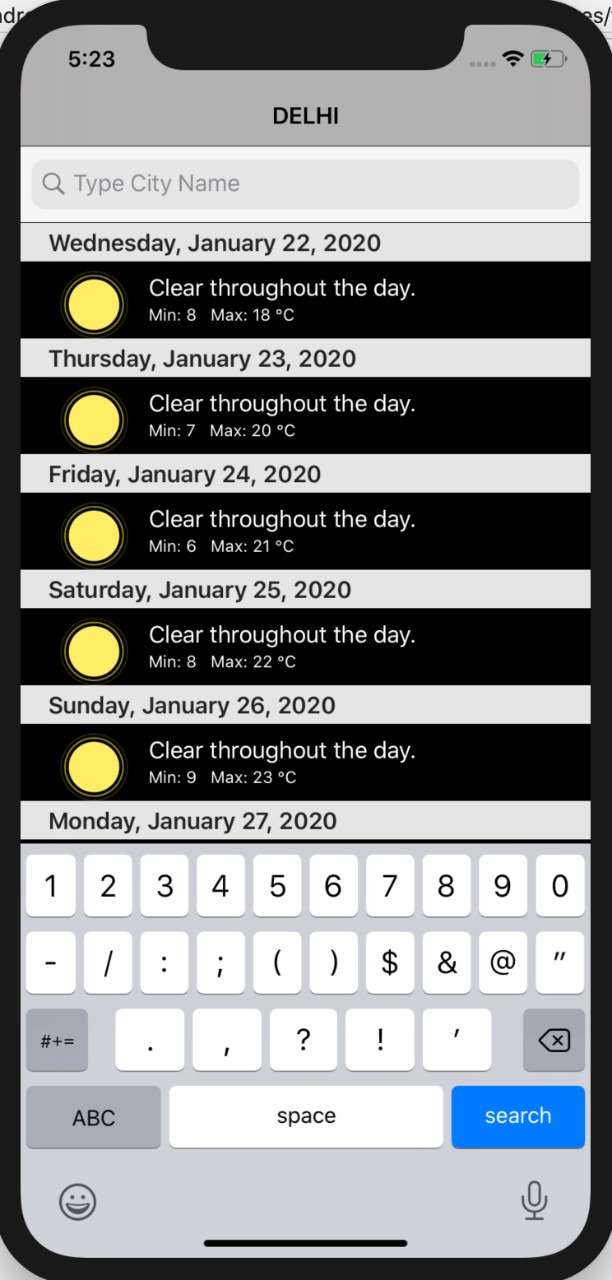 5:23
DELHI
Type City Name
Wednesday, January 22, 2020
Clear throughout the day.
Min: 8 Max: 18 °C
Thursday, January 23, 2020
Clear throughout the day.
Min: 7 Max: 20 °C
Friday, January 24, 2020
Clear throughout the day.
Min: 6 Max: 21 °C
Saturday, January 25, 2020
Clear throughout the day.
Min: 8 Max: 22 °C
Sunday, January 26, 2020
Clear throughout the day.
Min: 9 Max: 23 °C
Monday, January 27, 2020
1 2 3 4 5 6 7 8 9 0
- / : ; ( ) $ & @ "
#+= . , ? ! '
ABC space search